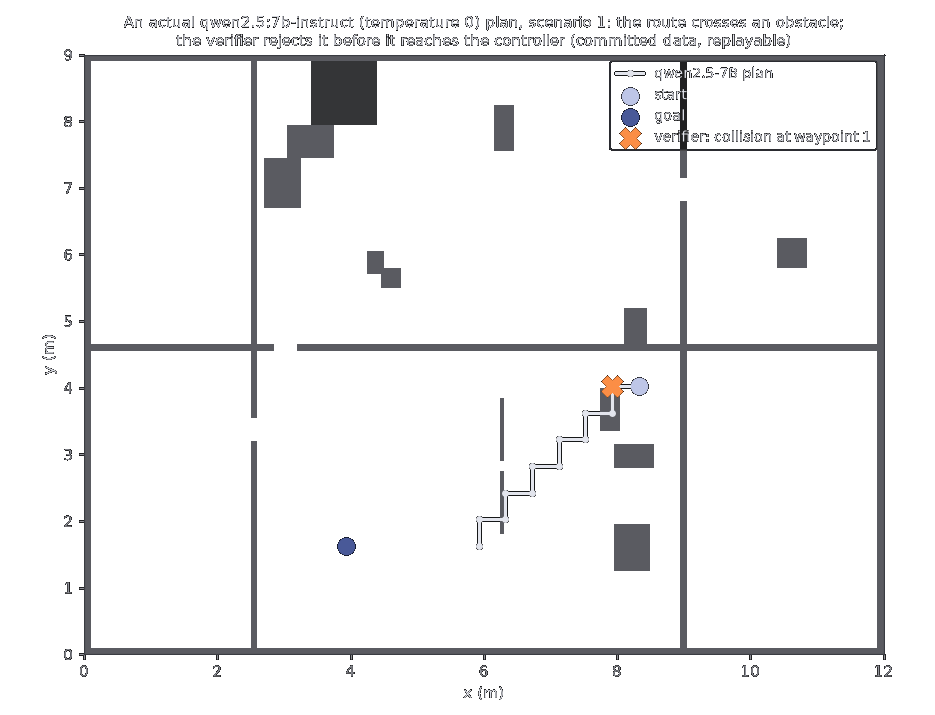 An actual qwen2.5:7b-instruct (temperature 0) plan, scenario 1: the route crosses an obstacle;
the verifier rejects it before it reaches the controller (committed data, replayable)
9
8
7
6
5
4
3
2
1
0
y (m)
qwen2.5-7B plan
start
goal
verifier: collision at waypoint 1
0 2 4 6 8 10 12
x (m)